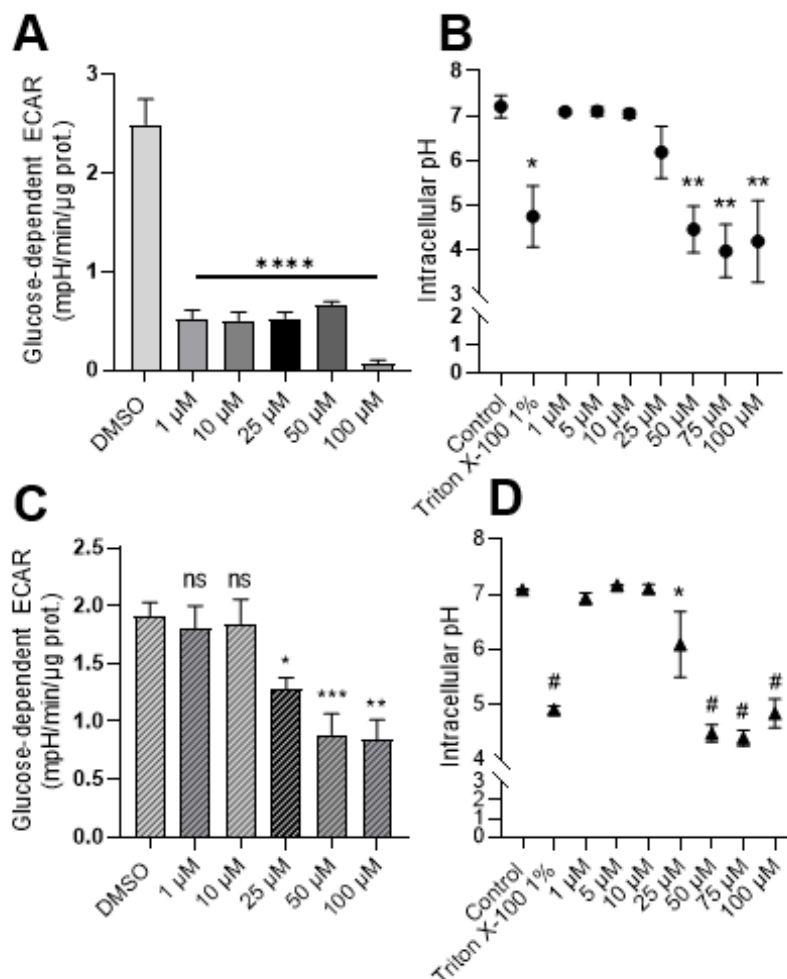 A
Glucose-dependent ECAR
(mpH/min/µg prot.)
3
2
1
0
****
DMSO
1 µM
10 µM
25 µM
50 µM
100 µM
B
Intracellular pH
8
7
6
5
4
3
2
1
0
*
**
**
**
Control
Triton X-100 1%
1 µM
5 µM
10 µM
25 µM
50 µM
75 µM
100 µM
C
Glucose-dependent ECAR
(mpH/min/µg prot.)
2.5
2.0
1.5
1.0
0.5
0.0
ns
ns
*
***
**
DMSO
1 µM
10 µM
25 µM
50 µM
100 µM
D
Intracellular pH
8
7
6
5
4
3
2
1
0
#
*
#
#
#
Control
Triton X-100 1%
1 µM
5 µM
10 µM
25 µM
50 µM
75 µM
100 µM